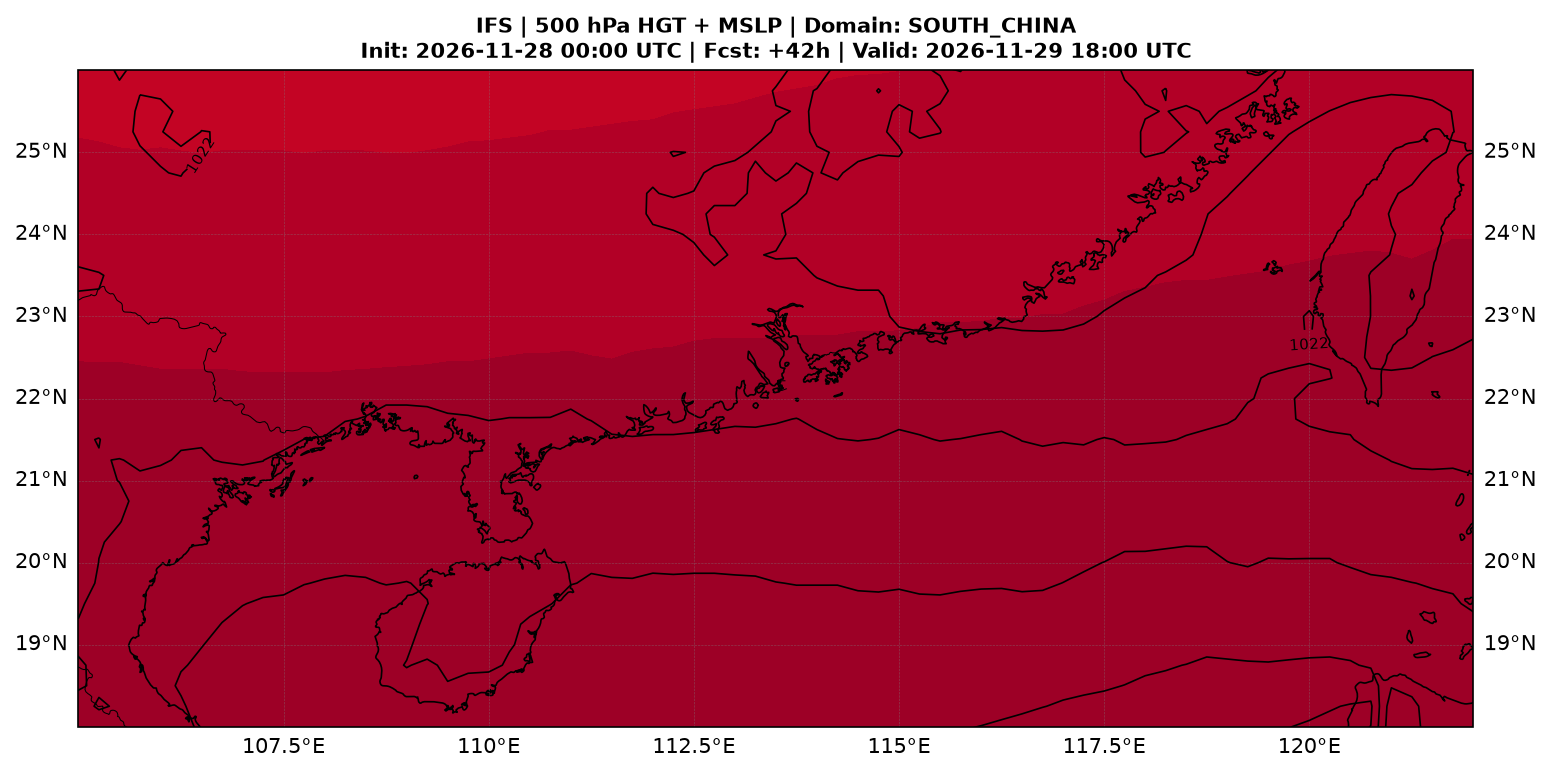 IFS | 500 hPa HGT + MSLP | Domain: SOUTH_CHINA
Init: 2026-11-28 00:00 UTC | Fcst: +42h | Valid: 2026-11-29 18:00 UTC
1022
25°N 25°N
24°N 24°N
23°N 23°N
1022
22°N 22°N
21°N 21°N
20°N 20°N
19°N 19°N
107.5°E 110°E 112.5°E 115°E 117.5°E 120°E